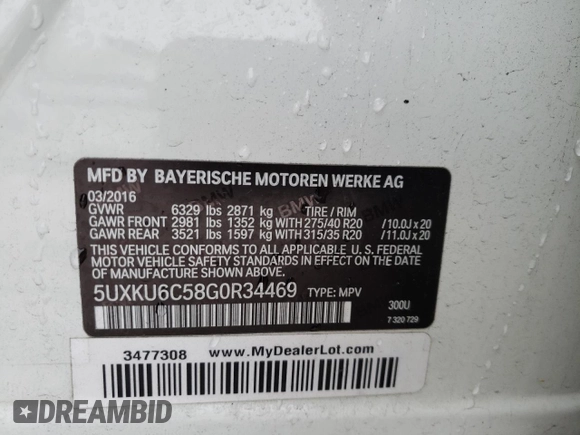 MFD BY BAYERISCHE MOTOREN WERKE AG
03/2016
GVWR 6329 lbs 2871 kg TIRE / RIM
GAWR FRONT 2981 lbs 1352 kg WITH 275/40 R20 /10.0J x 20
GAWR REAR 3521 lbs 1597 kg WITH 315/35 R20 /11.0J x 20
THIS VEHICLE CONFORMS TO ALL APPLICABLE U. S. FEDERAL
MOTOR VEHICLE SAFETY STANDARDS IN EFFECT ON THE DATE
OF MANUFACTURE SHOWN ABOVE.
5UXKU6C58G0R34469 TYPE: MPV 300U
7 320 729
3477308 www.MyDealerLot.com
DREAMBID